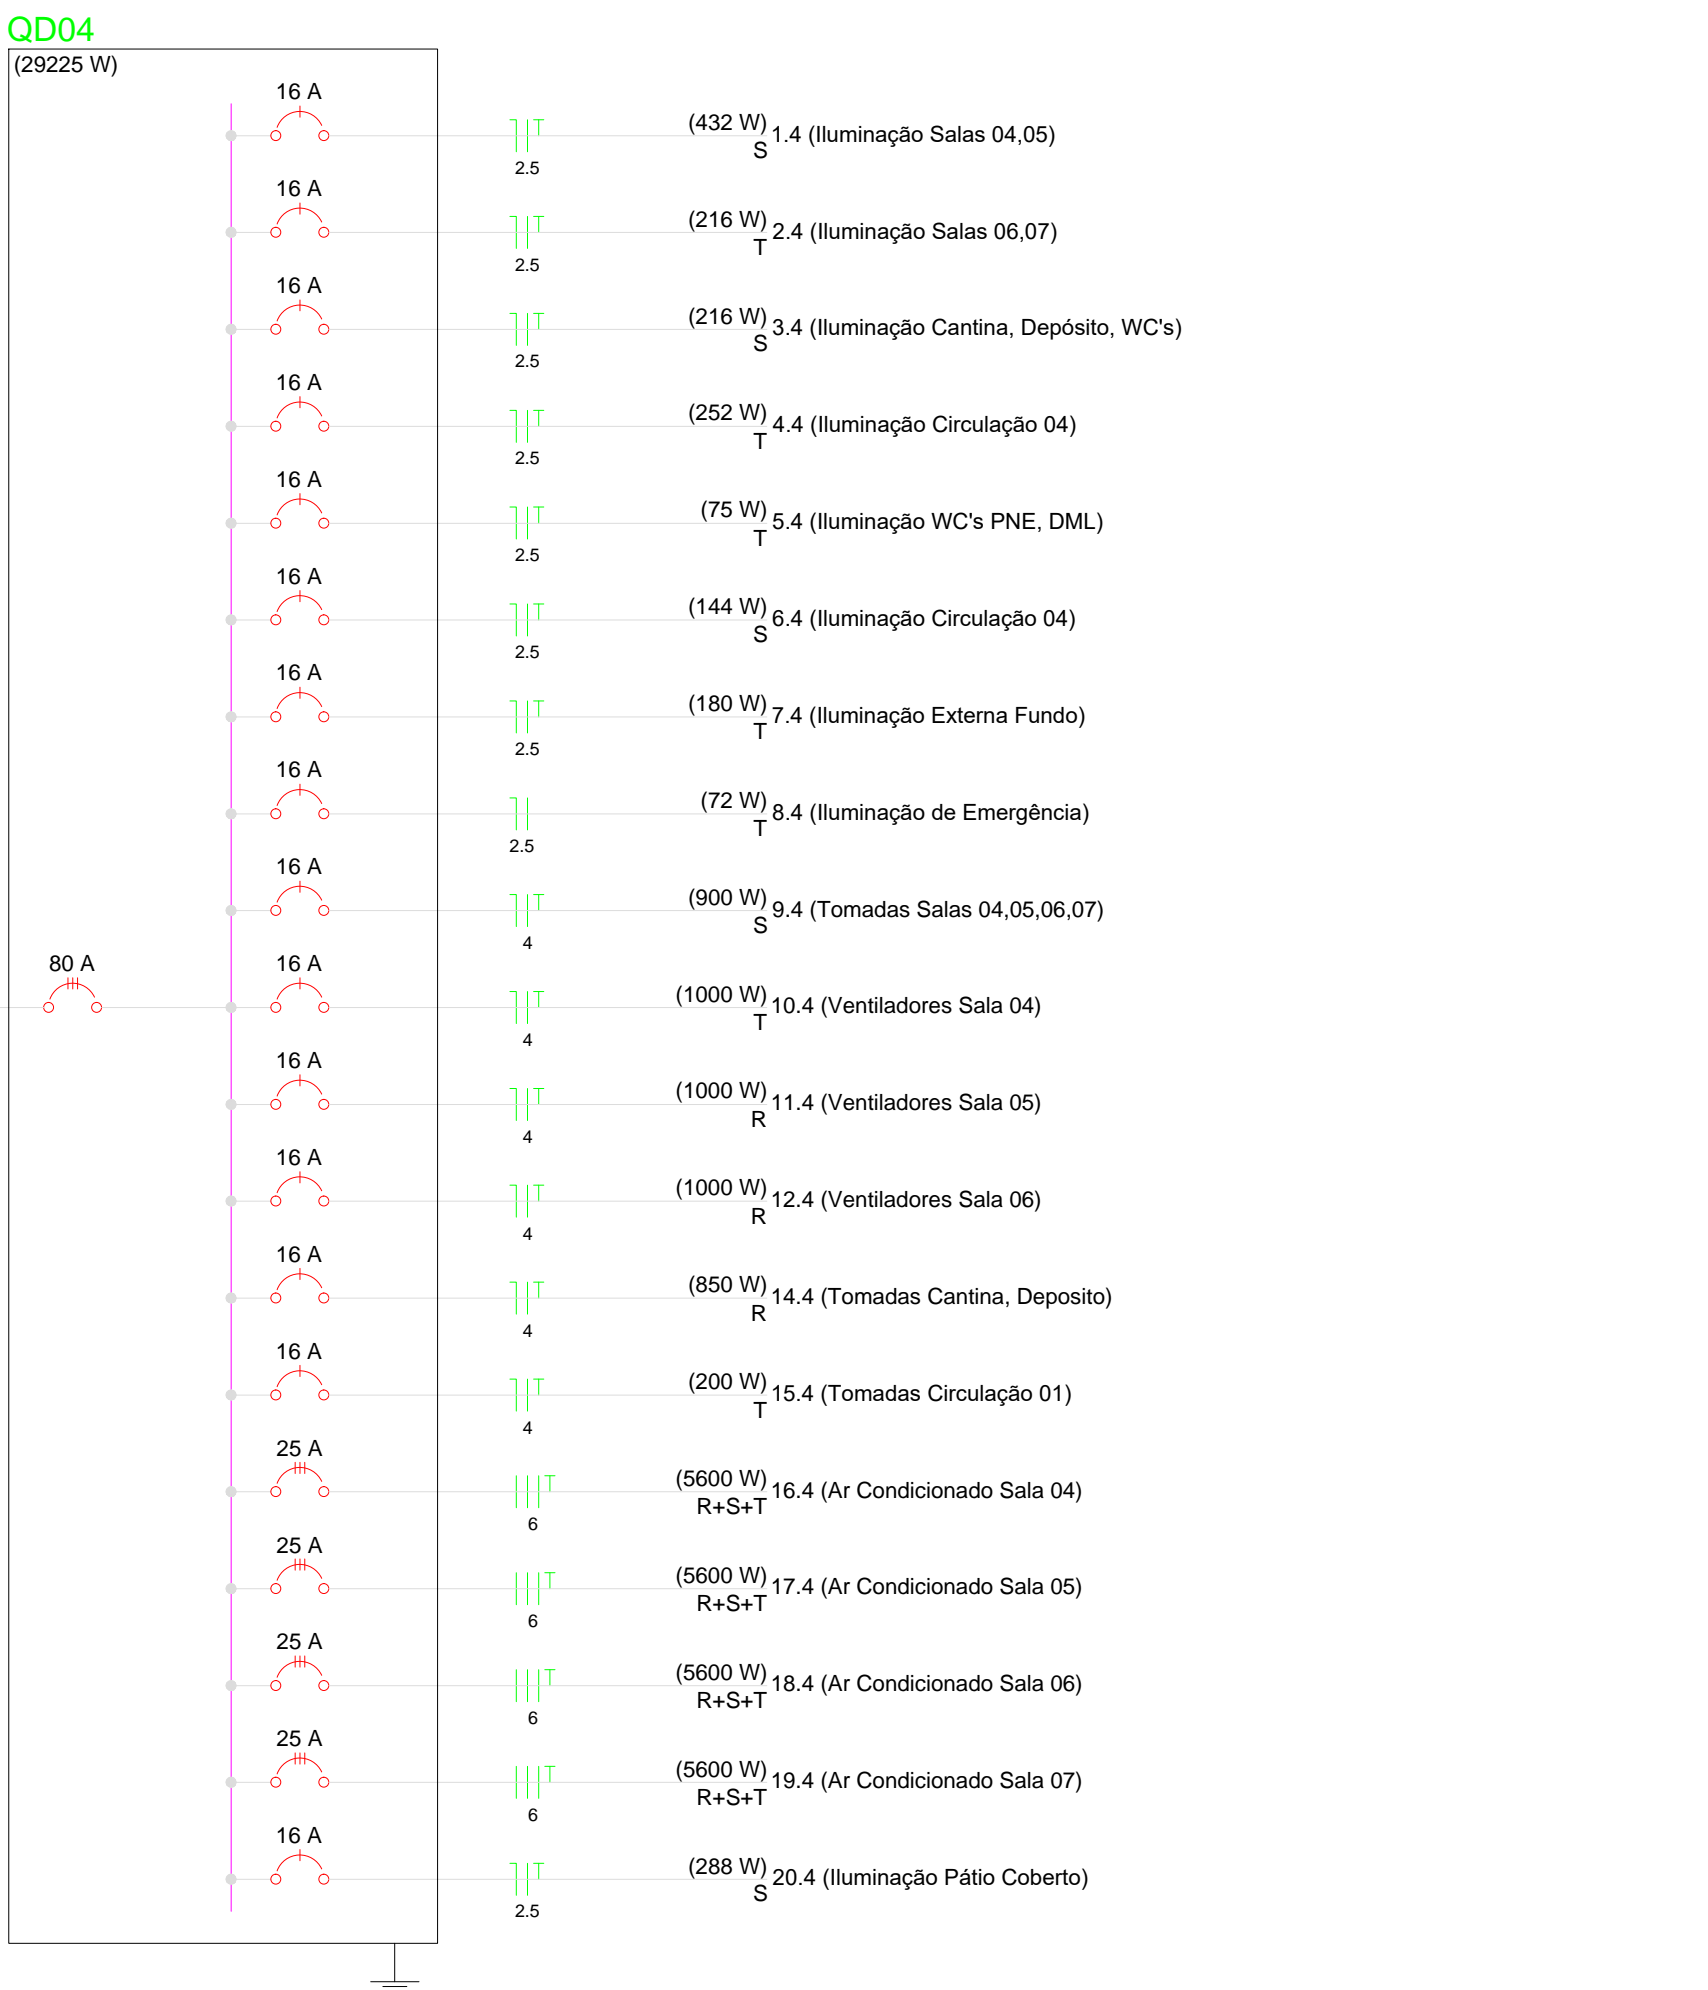 QD04
(29225 W)
16 A
(432 W)
S
1.4 (Iluminação Salas 04,05)
2.5
16 A
(216 W)
T
2.4 (Iluminação Salas 06,07)
2.5
16 A
(216 W)
S
3.4 (Iluminação Cantina, Depósito, WC's)
2.5
16 A
(252 W)
T
4.4 (Iluminação Circulação 04)
2.5
16 A
(75 W)
T
5.4 (Iluminação WC's PNE, DML)
2.5
16 A
(144 W)
S
6.4 (Iluminação Circulação 04)
2.5
16 A
(180 W)
T
7.4 (Iluminação Externa Fundo)
2.5
16 A
(72 W)
T
8.4 (Iluminação de Emergência)
2.5
16 A
(900 W)
S
9.4 (Tomadas Salas 04,05,06,07)
4
80 A
16 A
(1000 W)
T
10.4 (Ventiladores Sala 04)
4
16 A
(1000 W)
R
11.4 (Ventiladores Sala 05)
4
16 A
(1000 W)
R
12.4 (Ventiladores Sala 06)
4
16 A
(850 W)
R
14.4 (Tomadas Cantina, Deposito)
4
16 A
(200 W)
T
15.4 (Tomadas Circulação 01)
4
25 A
(5600 W)
R+S+T
16.4 (Ar Condicionado Sala 04)
6
25 A
(5600 W)
R+S+T
17.4 (Ar Condicionado Sala 05)
6
25 A
(5600 W)
R+S+T
18.4 (Ar Condicionado Sala 06)
6
25 A
(5600 W)
R+S+T
19.4 (Ar Condicionado Sala 07)
6
16 A
(288 W)
S
20.4 (Iluminação Pátio Coberto)
2.5